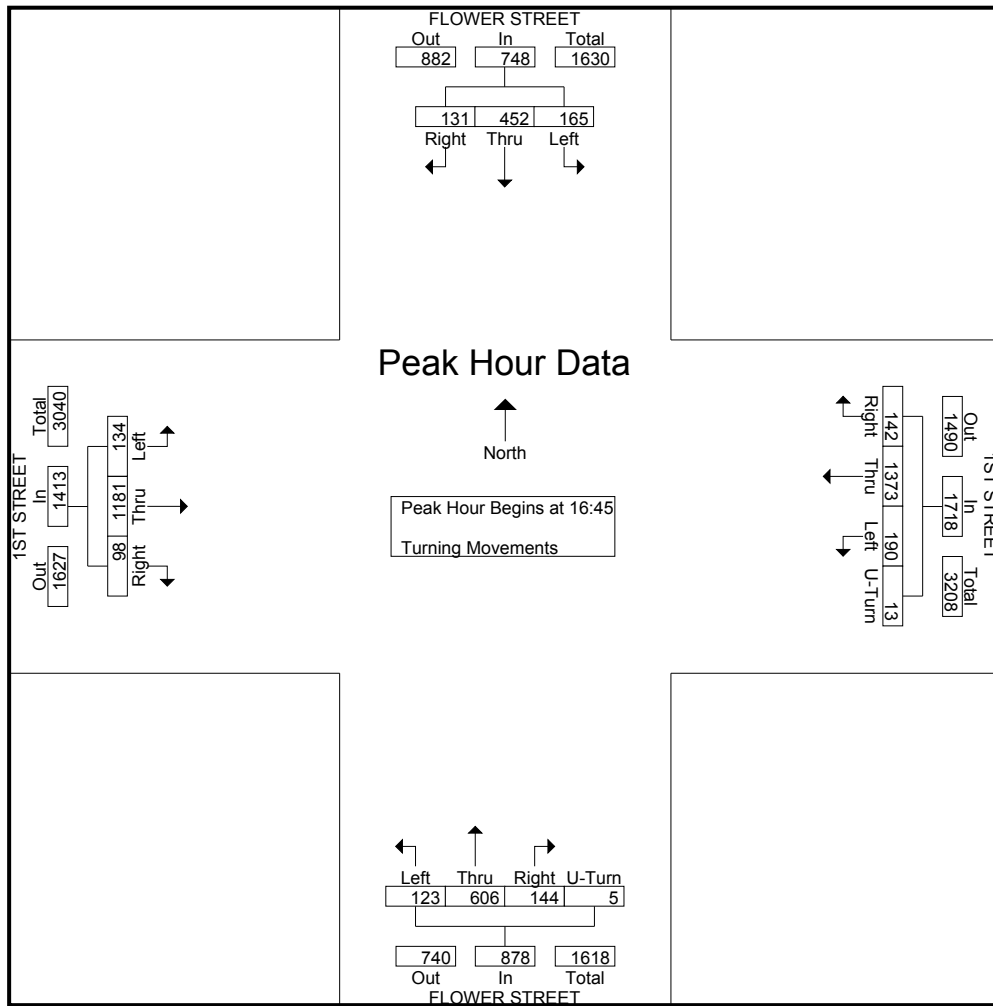 FLOWER STREET
Out In Total
882 748 1630
131 452 165
Right Thru Left
Peak Hour Data
North
Peak Hour Begins at 16:45
Turning Movements
1ST STREET
Total In Out
3040 1413 1627
134 1181 98
Left Thru Right
1ST STREET
Out In Total
1490 1718 3208
Right Thru Left U-Turn
142 1373 190 13
Left Thru Right U-Turn
123 606 144 5
740 878 1618
Out In Total
FLOWER STREET